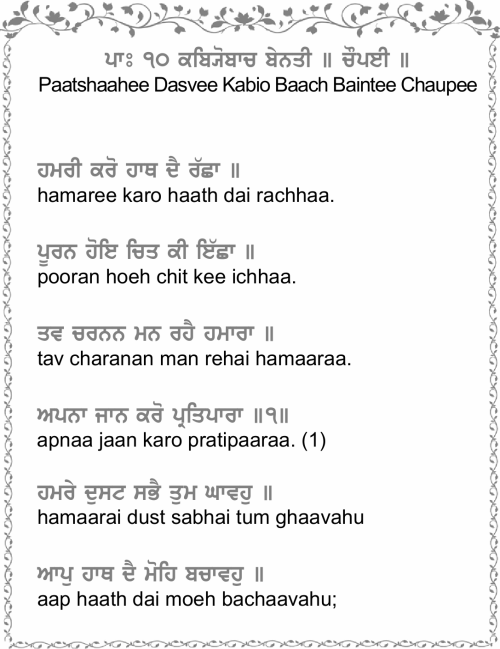 ਪਾਃ ੧੦ ਕਬਿਯੋਬਾਚ ਬੇਨਤੀ ॥ ਚੌਪਈ ॥
Paatshaahee Dasvee Kabio Baach Baintee Chaupee
ਹਮਰੀ ਕਰੋ ਹਾਥ ਦੈ ਰੱਛਾ ॥
hamaree karo haath dai rachhaa.
ਪੂਰਨ ਹੋਇ ਚਿਤ ਕੀ ਇੱਛਾ ॥
pooran hoeh chit kee ichhaa.
ਤਵ ਚਰਨਨ ਮਨ ਰਹੈ ਹਮਾਰਾ ॥
tav charanan man rehai hamaaraa.
ਅਪਨਾ ਜਾਨ ਕਰੋ ਪ੍ਰਤਿਪਾਰਾ ॥੧॥
apnaa jaan karo pratipaaraa. (1)
ਹਮਰੇ ਦੁਸਟ ਸਭੈ ਤੁਮ ਘਾਵਹੁ ॥
hamaarai dust sabhai tum ghaavahu
ਆਪੁ ਹਾਥ ਦੈ ਮੋਹਿ ਬਚਾਵਹੁ ॥
aap haath dai moeh bachaavahu;